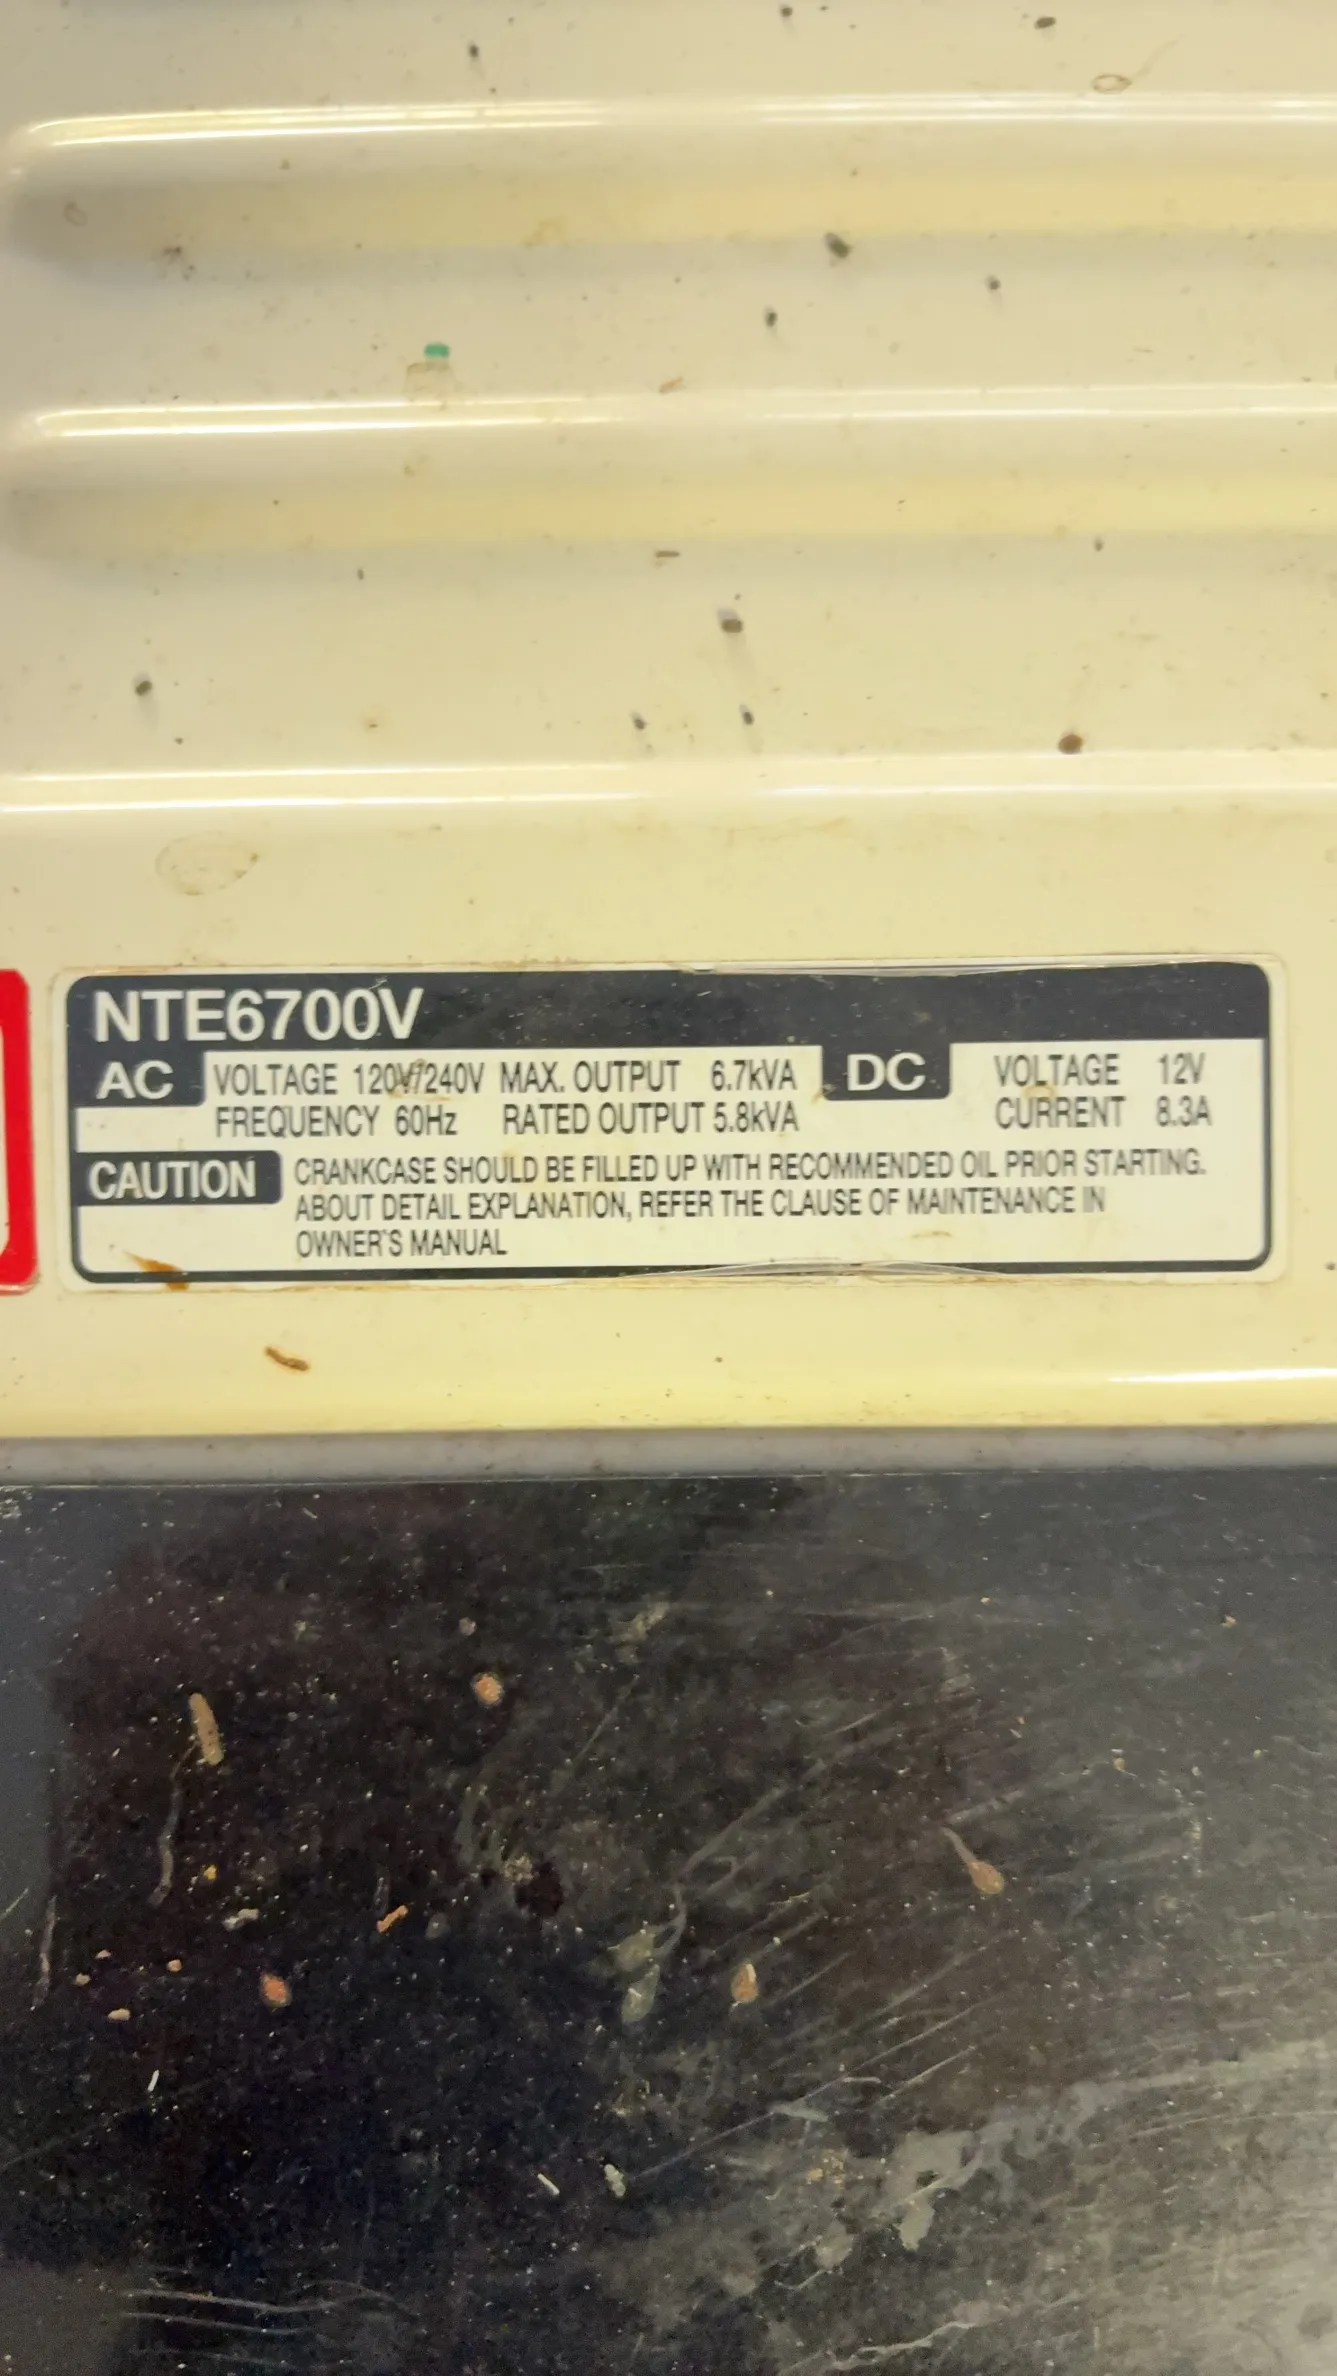 NTE6700V
AC VOLTAGE 120V/240V MAX. OUTPUT 6.7kVA DC VOLTAGE 12V
FREQUENCY 60Hz RATED OUTPUT 5.8kVA CURRENT 8.3A
CAUTION CRANKCASE SHOULD BE FILLED UP WITH RECOMMENDED OIL PRIOR STARTING.
ABOUT DETAIL EXPLANATION, REFER THE CLAUSE OF MAINTENANCE IN
OWNER'S MANUAL